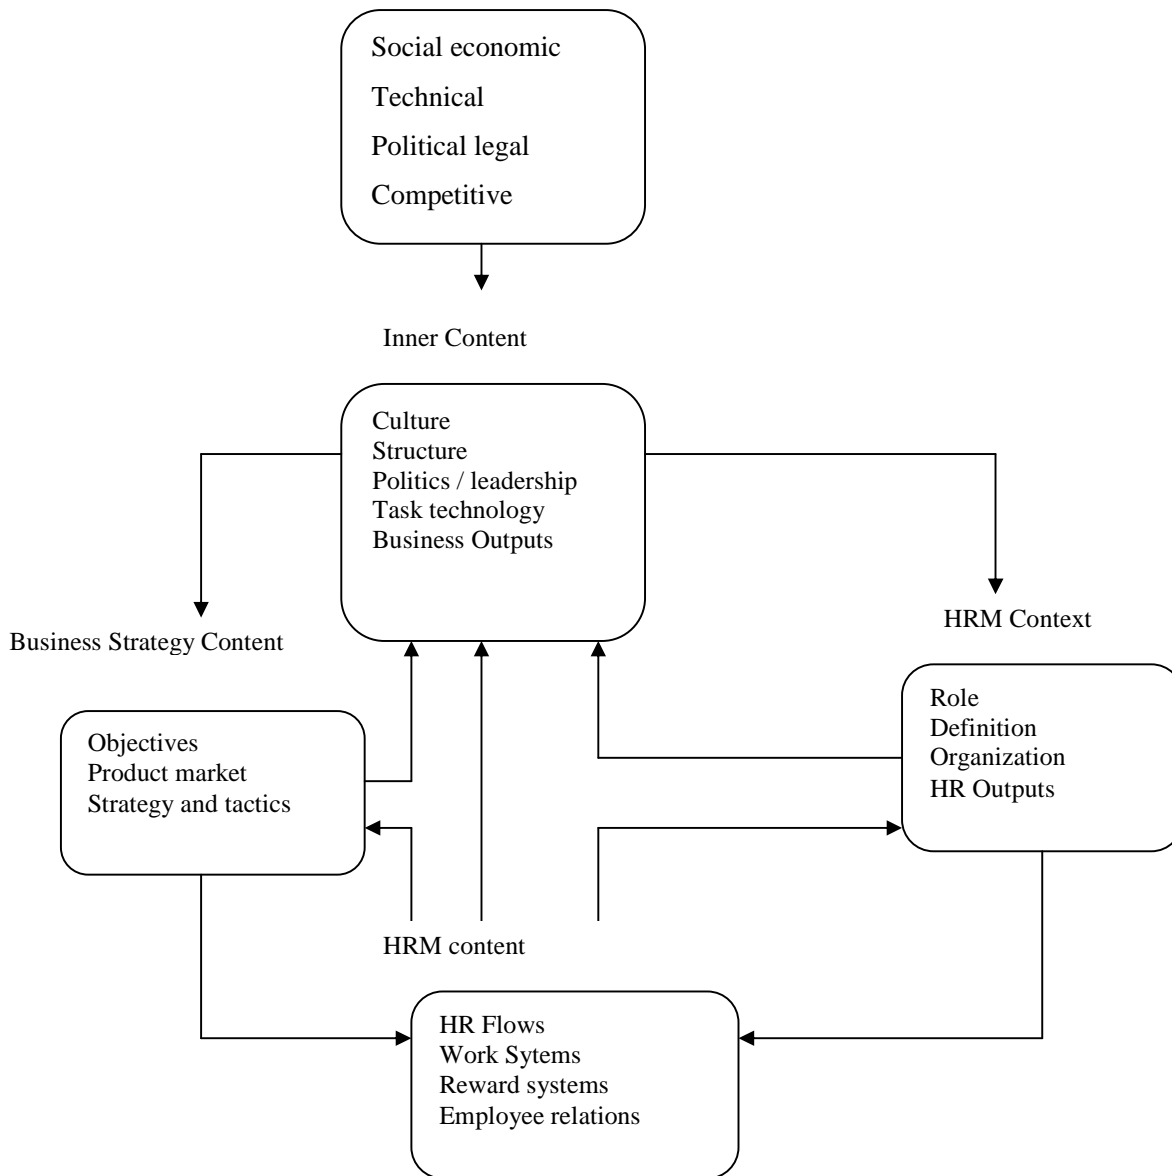 Social economic
Technical
Political legal
Competitive
Inner Content
Culture
Structure
Politics / leadership
Task technology
Business Outputs
Business Strategy Content
HRM Context
Objectives
Product market
Strategy and tactics
Role
Definition
Organization
HR Outputs
HRM content
HR Flows
Work Sytems
Reward systems
Employee relations